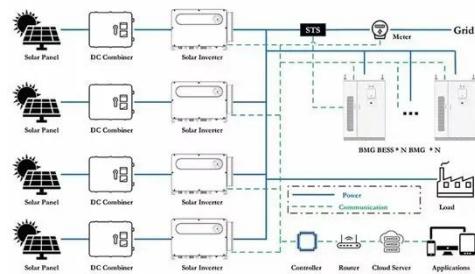 STS
Meter
Grid
Solar Panel
DC Combiner
Solar Inverter
Solar Panel
DC Combiner
Solar Inverter
BMG BESS * N BMG * N
Solar Panel
DC Combiner
Solar Inverter
Power
Communication
Load
Solar Panel
DC Combiner
Solar Inverter
Controller
Router
Cloud Server
Applications